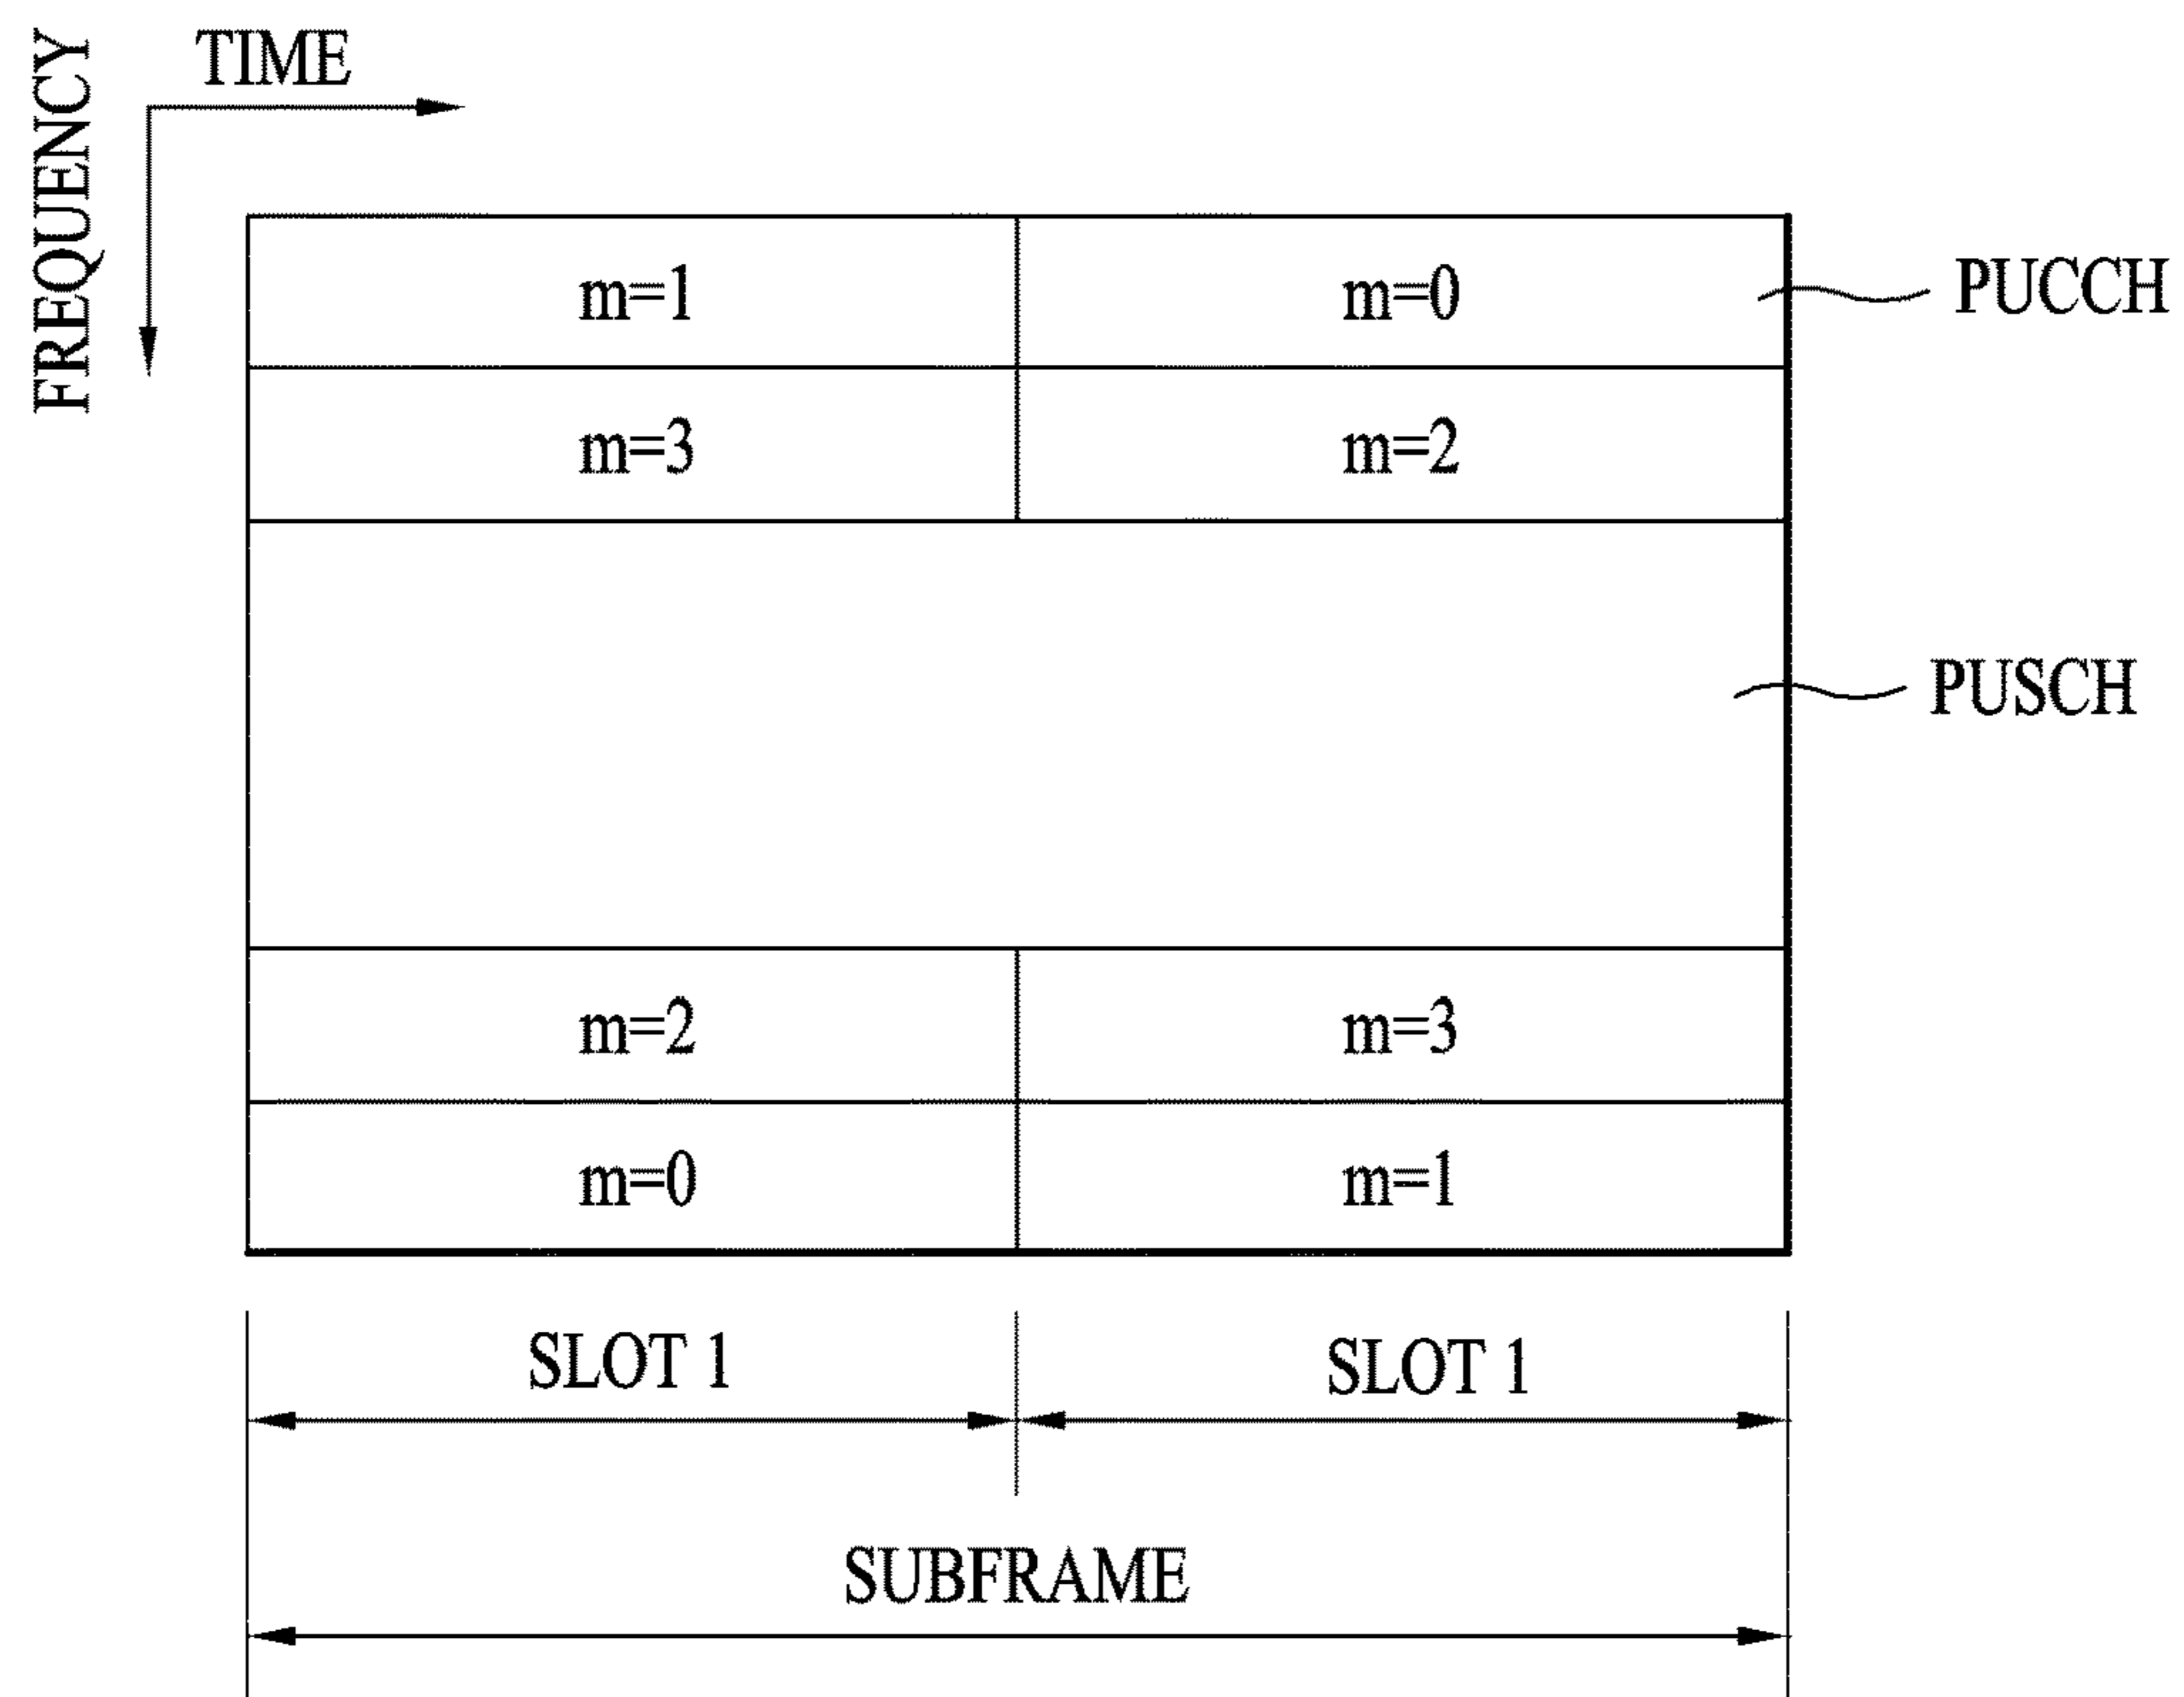 FREQUENCY
TIME
m=1
m=0
PUCCH
m=3
m=2
PUSCH
m=2
m=3
m=0
m=1
SLOT 1
SLOT 1
SUBFRAME